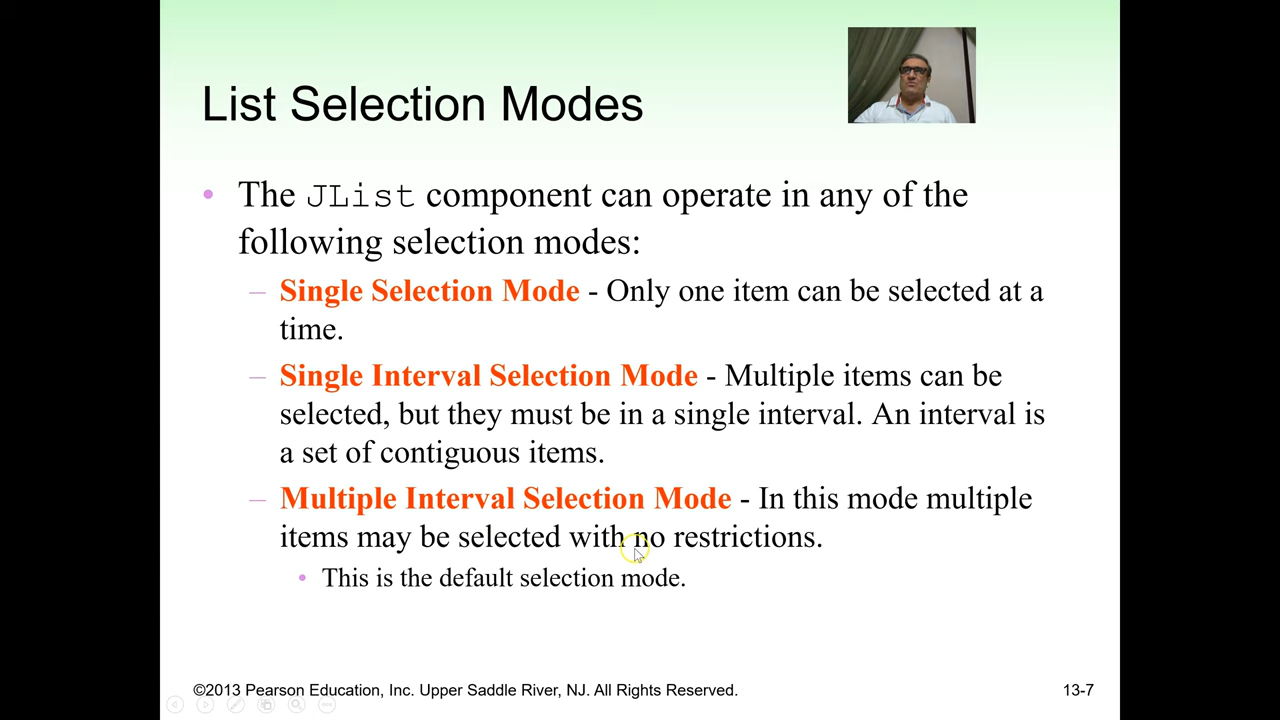 List Selection Modes
• The JList component can operate in any of the
following selection modes:
– Single Selection Mode - Only one item can be selected at a
time.
– Single Interval Selection Mode - Multiple items can be
selected, but they must be in a single interval. An interval is
a set of contiguous items.
– Multiple Interval Selection Mode - In this mode multiple
items may be selected with no restrictions.
• This is the default selection mode.
©2013 Pearson Education, Inc. Upper Saddle River, NJ. All Rights Reserved.
13-7